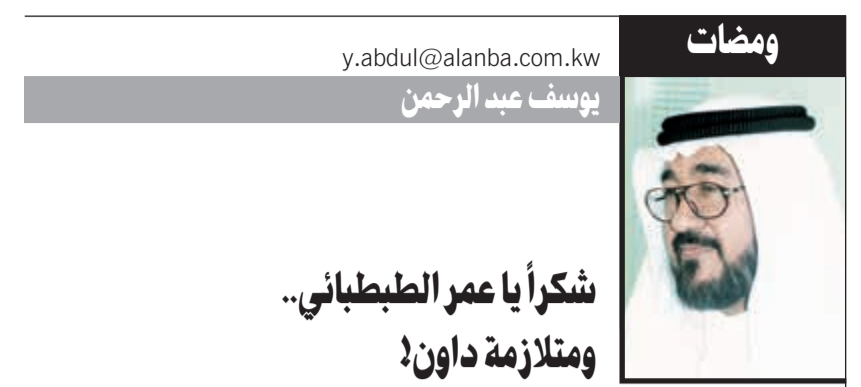 ومضات
y.abdul@alanba.com.kw
يوسف عبد الرحمن
شكراً يا عمر الطبطبائي..
ومتلازمة داون!